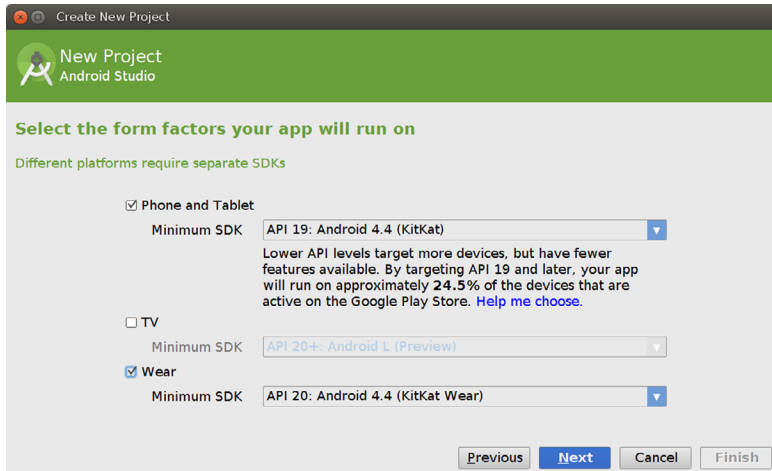 Create New Project
New Project
Android Studio
Select the form factors your app will run on
Different platforms require separate SDKs
Phone and Tablet
Minimum SDK API 19: Android 4.4 (KitKat)
Lower API levels target more devices, but have fewer
features available. By targeting API 19 and later, your app
will run on approximately 24.5% of the devices that are
active on the Google Play Store. Help me choose.
TV
Minimum SDK API 20+: Android L (Preview)
Wear
Minimum SDK API 20: Android 4.4 (KitKat Wear)
Previous Next Cancel Finish